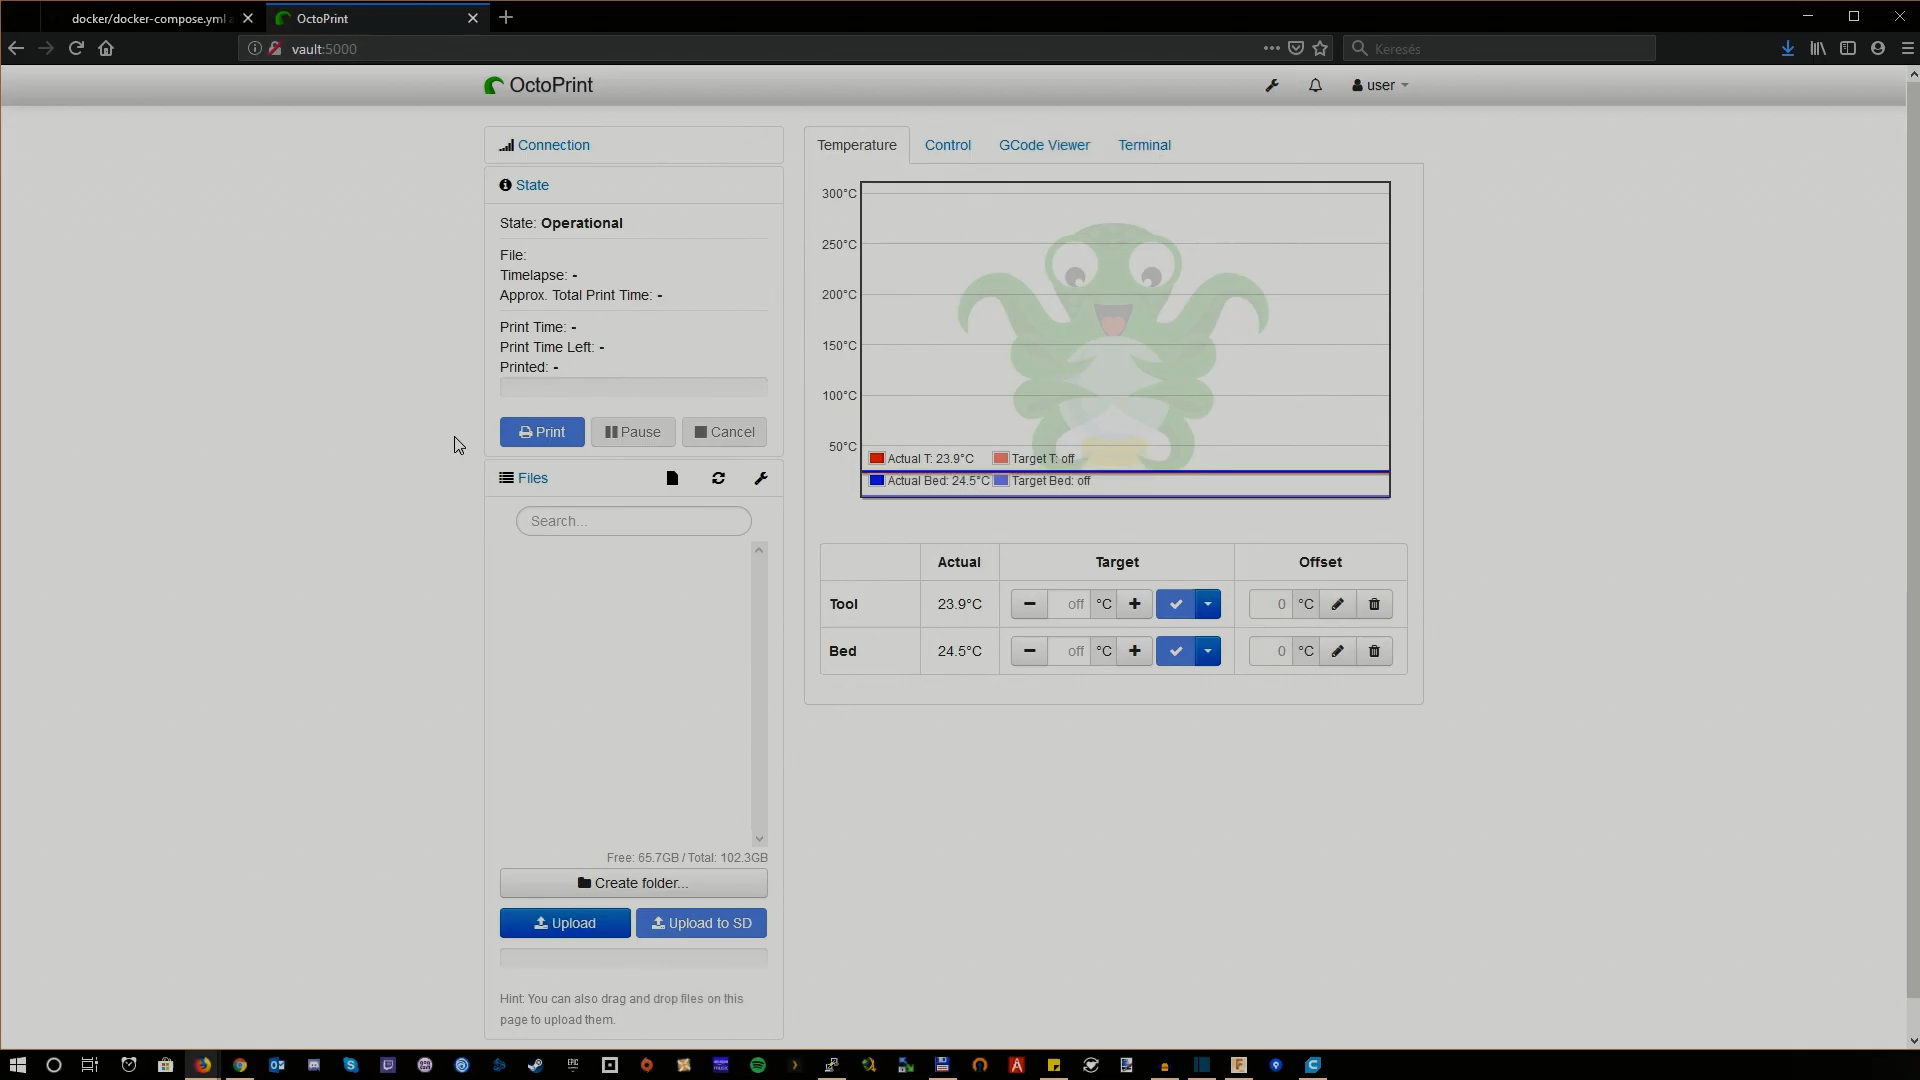 docker/docker-compose.yml
OctoPrint
vault:5000
Keresés
OctoPrint
user
Connection
State
State: Operational
File:
Timelapse: -
Approx. Total Print Time: -
Print Time: -
Print Time Left: -
Printed: -
Print
Pause
Cancel
Files
Search...
Free: 65.7GB / Total: 102.3GB
Create folder...
Upload
Upload to SD
Hint: You can also drag and drop files on this
page to upload them.
Temperature
Control
GCode Viewer
Terminal
300°C
250°C
200°C
150°C
100°C
50°C
Actual T: 23.9°C
Target T: off
Actual Bed: 24.5°C
Target Bed: off
Actual
Target
Offset
Tool
23.9°C
off
°C
0
°C
Bed
24.5°C
off
°C
0
°C